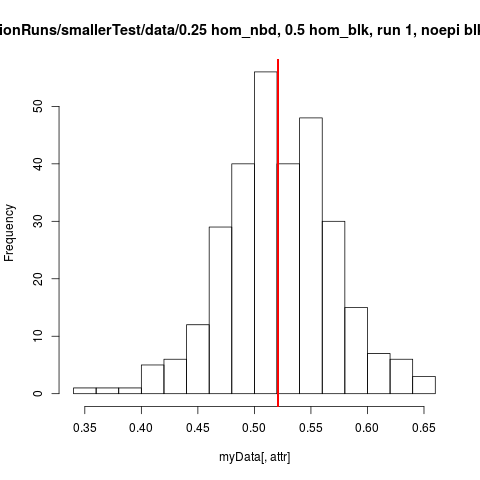 ionRuns/smallerTest/data/0.25 hom_nbd, 0.5 hom_blk, run 1, noepi blk
Frequency
50
40
30
20
10
0
0.35 0.40 0.45 0.50 0.55 0.60 0.65
myData[, attr]